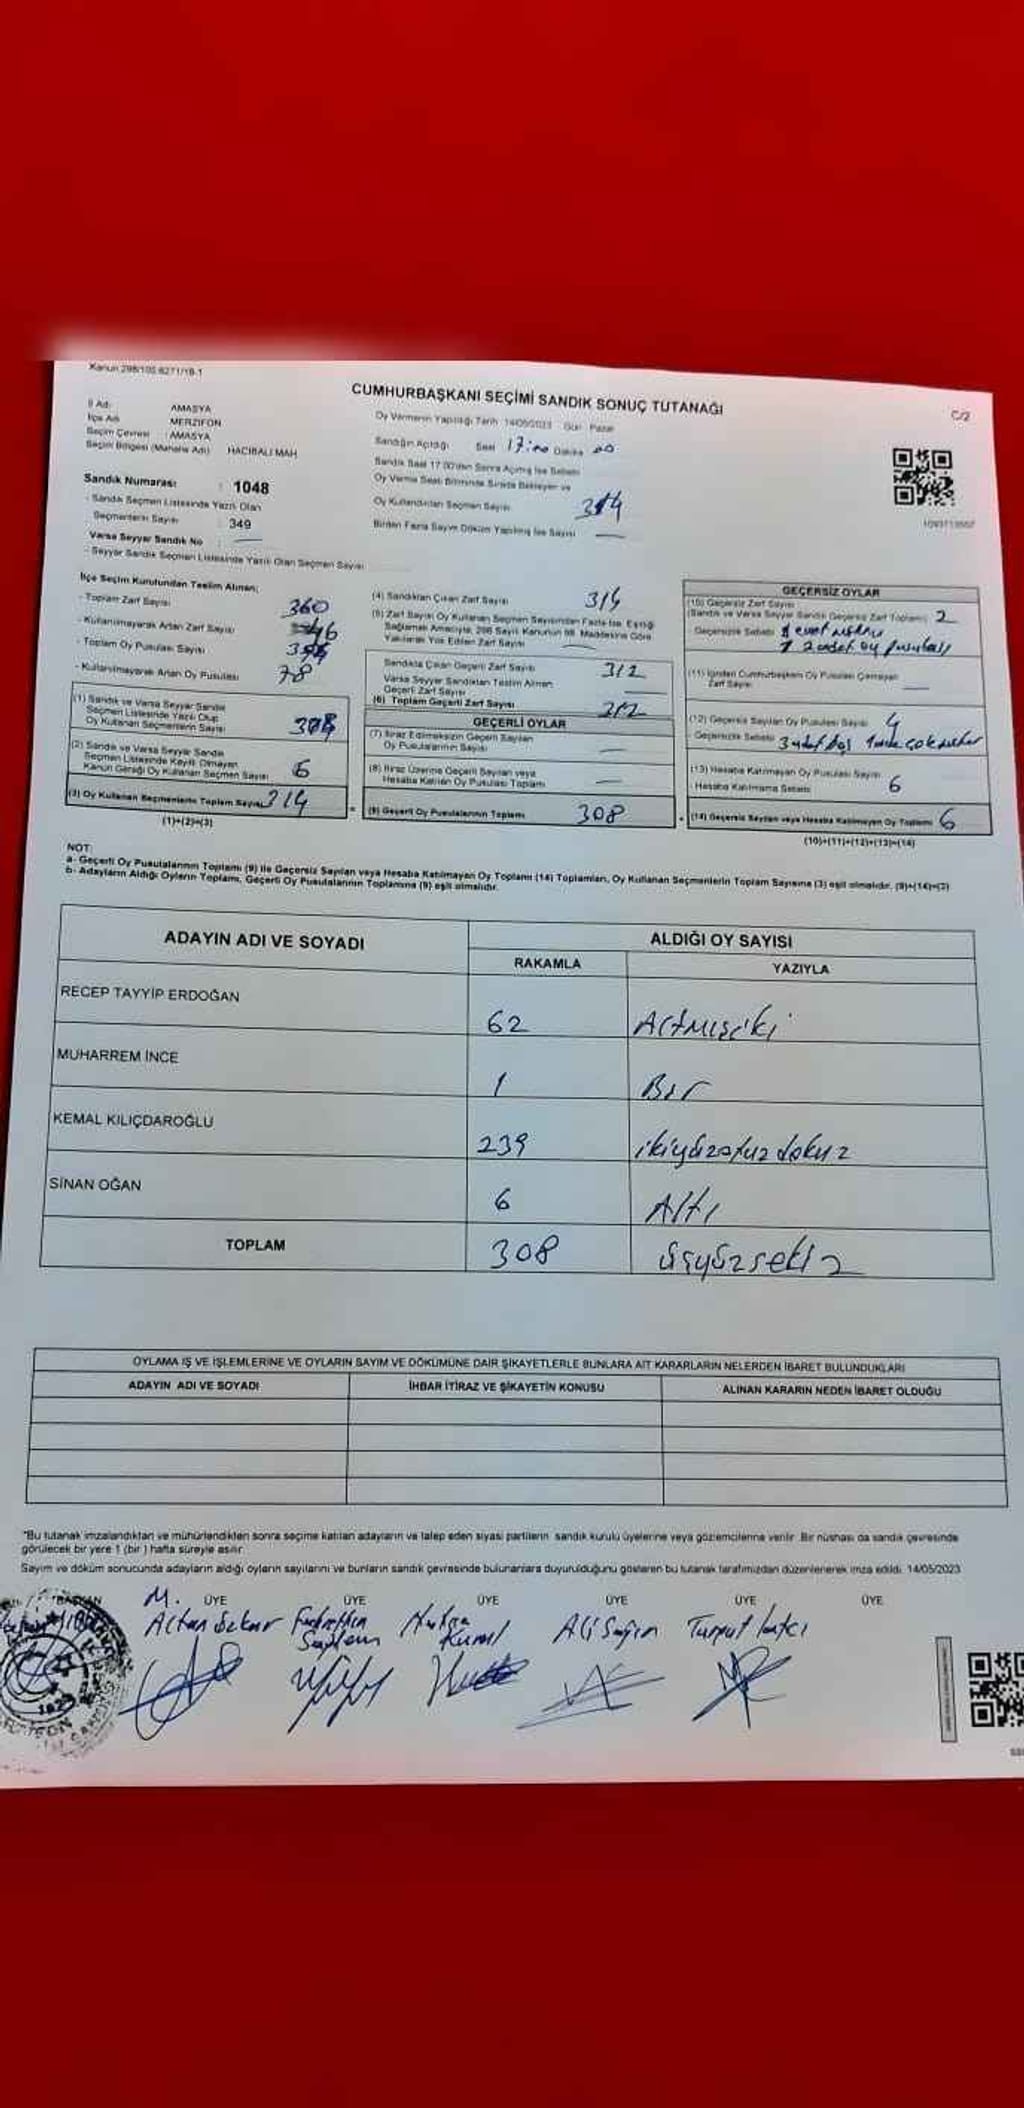 Kanun 298/105 6271/18-1
CUMHURBAŞKANI SEÇİMİ SANDIK SONUÇ TUTANAĞI
C/2
İl Adı: AMASYA
İlçe Adı MERZİFON
Seçim Çevresi : AMASYA
Seçim Bölgesi (Mahalle Adı) HACIBALI MAH
Sandık Numarası : 1048
- Sandık Seçmen Listesinde Yazılı Olan
Seçmenlerin Sayısı : 349
Varsa Seyyar Sandık No : —
- Seyyar Sandık Seçmen Listesinde Yazılı Olan Seçmen Sayısı
Oy Vermenin Yapıldığı Tarih 14/05/2023 Gün Pazar
Sandığın Açıldığı Saat 17:00 Dakika 00
Sandık Saat 17.00'den Sonra Açılmış İse Sebebi
Oy Verme Saati Bitiminde Sırada Bekleyen ve
Oy Kullandırılan Seçmen Sayısı 314
Birden Fazla Sayım Döküm Yapılmış İse Sayısı —
İlçe Seçim Kurulundan Teslim Alınan:
- Toplam Zarf Sayısı 360
- Kullanılmayarak Artan Zarf Sayısı 46
- Toplam Oy Pusulası Sayısı
- Kullanılmayarak Artan Oy Pusulası 78
(1) Sandık ve Varsa Seyyar Sandık
Seçmen Listesinde Yazılı Olup
Oy Kullanan Seçmenlerin Sayısı 308
(2) Sandık ve Varsa Seyyar Sandık
Seçmen Listesinde Kayıtlı Olmayan
Kanun Gereği Oy Kullanan Seçmen Sayısı 6
(3) Oy Kullanan Seçmenlerin Toplam Sayısı 314
(1)+(2)=(3)
(4) Sandıktan Çıkan Zarf Sayısı 314
(5) Zarf Sayısı Oy Kullanan Seçmen Sayısından Fazla İse, Eşitliği
Sağlamak Amacıyla, 298 Sayılı Kanunun 98. Maddesine Göre
Yakılarak Yok Edilen Zarf Sayısı —
Sandıkta Çıkan Geçerli Zarf Sayısı 312
Varsa Seyyar Sandıktan Teslim Alınan
Geçerli Zarf Sayısı —
(6) Toplam Geçerli Zarf Sayısı 312
GEÇERLİ OYLAR
(7) İtiraz Edilmeksizin Geçerli Sayılan
Oy Pusulalarının Sayısı —
(8) İtiraz Üzerine Geçerli Sayılan veya
Hesaba Katılan Oy Pusulası Toplamı —
(9) Geçerli Oy Pusulalarının Toplamı 308
GEÇERSİZ OYLAR
(10) Geçersiz Zarf Sayısı
(Sandık ve Varsa Seyyar Sandık Geçersiz Zarf Toplamı) 2
Geçersizlik Sebebi 1 evet mührü
1 2 adet oy pusulası
(11) İçinden Cumhurbaşkanı Oy Pusulası Çıkmayan
Zarf Sayısı —
(12) Geçersiz Sayılan Oy Pusulası Sayısı 4
Geçersizlik Sebebi 3 adet boş
(13) Hesaba Katılmayan Oy Pusulası Sayısı 6
Hesaba Katılmama Sebebi
(14) Geçersiz Sayılan veya Hesaba Katılmayan Oy Toplamı 6
(10)+(11)+(12)+(13)=(14)
NOT:
a- Geçerli Oy Pusulalarının Toplamı (9) ile Geçersiz Sayılan veya Hesaba Katılmayan Oy Toplamı (14) Toplamları, Oy Kullanan Seçmenlerin Toplam Sayısına (3) eşit olmalıdır. (9)+(14)=(3)
b- Adayların Aldığı Oyların Toplamı, Geçerli Oy Pusulalarının Toplamına (9) eşit olmalıdır.
ADAYIN ADI VE SOYADI
ALDIĞI OY SAYISI
RAKAMLA YAZIYLA
RECEP TAYYİP ERDOĞAN 62 Altmışiki
MUHARREM İNCE 1 Bir
KEMAL KILIÇDAROĞLU 239 ikiyüzotuzdokuz
SİNAN OĞAN 6 Altı
TOPLAM 308 üçyüzsekiz
OYLAMA İŞ VE İŞLEMLERİNE VE OYLARIN SAYIM VE DÖKÜMÜNE DAİR ŞİKAYETLERLE BUNLARA AİT KARARLARIN NELERDEN İBARET BULUNDUKLARI
ADAYIN ADI VE SOYADI İHBAR İTİRAZ VE ŞİKAYETİN KONUSU ALINAN KARARIN NEDEN İBARET OLDUĞU
*Bu tutanak imzalandıktan ve mühürlendikten sonra seçime katılan adayların ve talep eden siyasi partilerin sandık kurulu üyelerine veya gözlemcilerine verilir. Bir nüshası da sandık çevresinde
görülecek bir yere 1 (bir ) hafta süreyle asılır.
Sayım ve döküm sonucunda adayların aldığı oyların sayılarını ve bunların sandık çevresinde bulunanlara duyurulduğunu gösteren bu tutanak tarafımızdan düzenlenerek imza edildi. 14/05/2023
BAŞKAN ÜYE ÜYE ÜYE ÜYE ÜYE ÜYE
M. Altan Fahrettin Ali Turgut